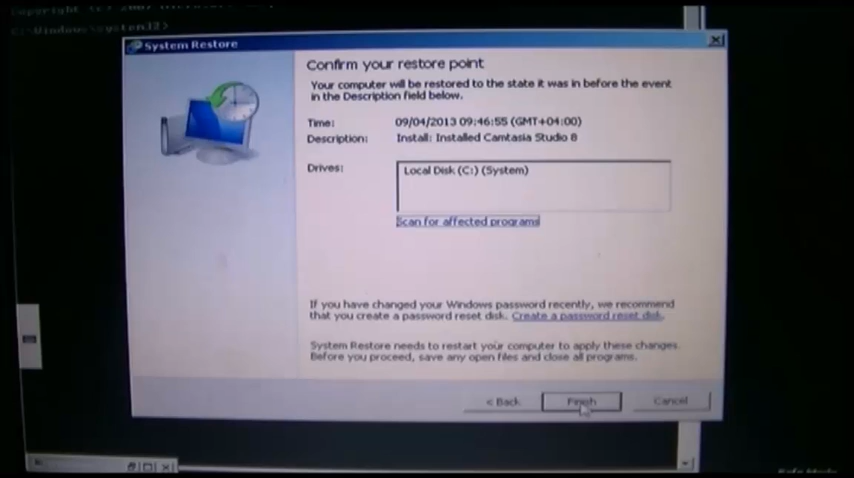 Copyright (c) 2009
C:\Windows\system32>
System Restore
Confirm your restore point
Your computer will be restored to the state it was in before the event
in the Description field below.
Time: 09/04/2013 09:46:55 (GMT+04:00)
Description: Install: Installed Camtasia Studio 8
Drives: Local Disk (C:) (System)
Scan for affected programs
If you have changed your Windows password recently, we recommend
that you create a password reset disk. Create a password reset disk.
System Restore needs to restart your computer to apply these changes.
Before you proceed, save any open files and close all programs.
< Back Finish Cancel